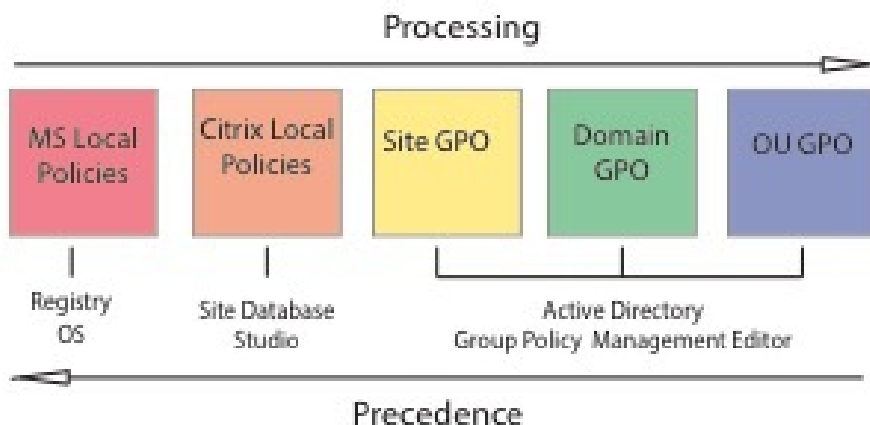 Processing
MS Local
Policies
Citrix Local
Policies
Site GPO
Domain
GPO
OU GPO
Registry
OS
Site Database
Studio
Active Directory
Group Policy Management Editor
Precedence